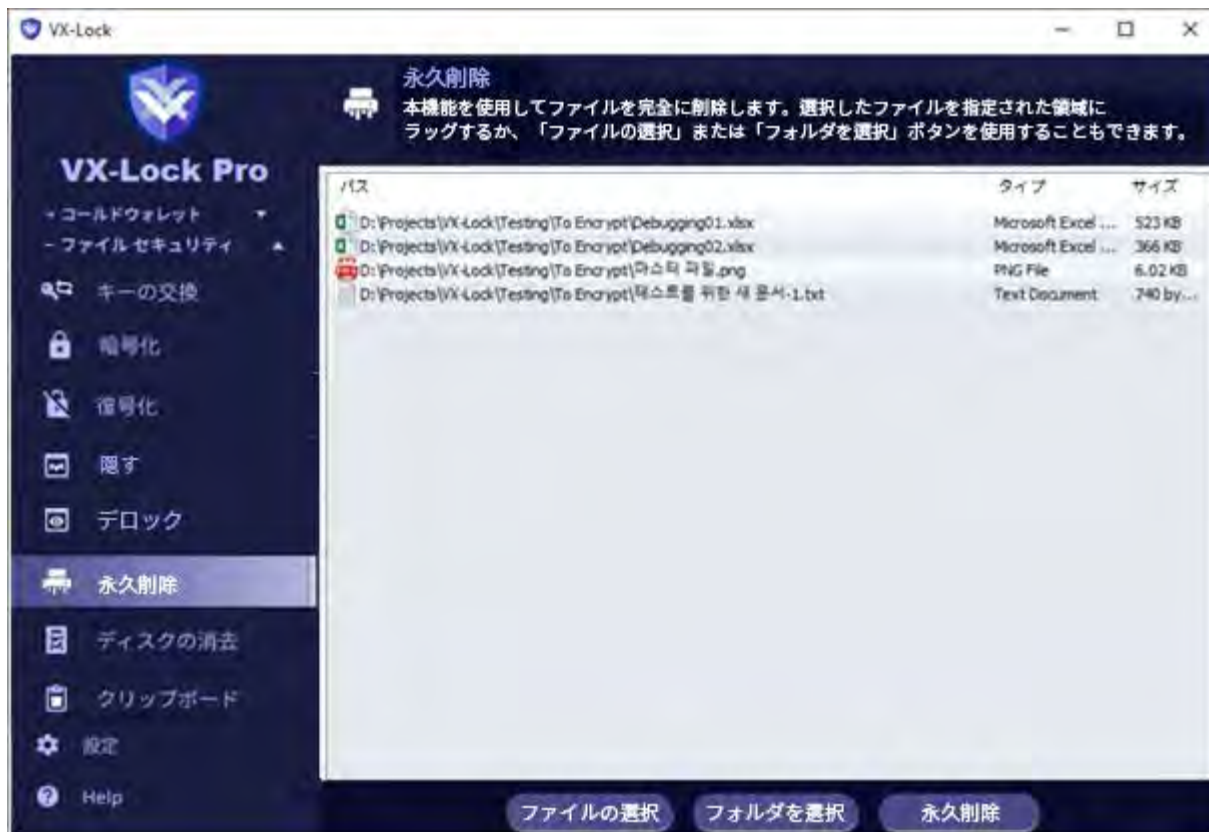 VX-Lock
永久削除
本機能を使用してファイルを完全に削除します。選択したファイルを指定された領域に
ラッグするか、「ファイルの選択」または「フォルダを選択」ボタンを使用することもできます。
VX-Lock Pro
+ コールドウォレット
- ファイル セキュリティ
キーの交換
暗号化
復号化
隠す
デロック
永久削除
ディスクの消去
クリップボード
設定
Help
パス タイプ サイズ
D:\Projects\VX-Lock\Testing\To Encrypt\Debugging01.xlsx Microsoft Excel ... 523 KB
D:\Projects\VX-Lock\Testing\To Encrypt\Debugging02.xlsx Microsoft Excel ... 366 KB
D:\Projects\VX-Lock\Testing\To Encrypt\마스터 파일.png PNG File 6.02 KB
D:\Projects\VX-Lock\Testing\To Encrypt\테스트를 위한 새 문서-1.txt Text Document 740 by...
ファイルの選択 フォルダを選択 永久削除